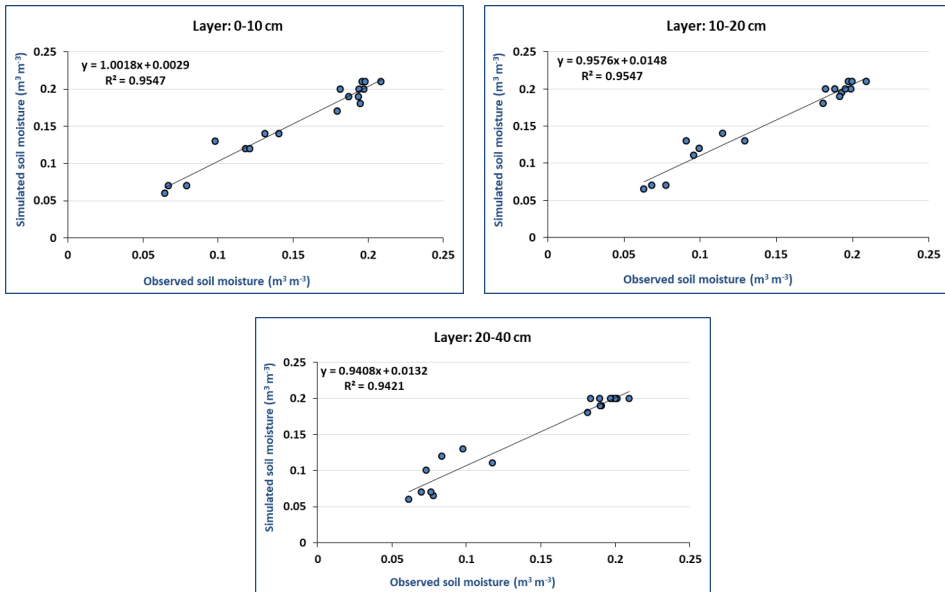 Layer: 0-10 cm
y = 1.0018x + 0.0029
R² = 0.9547
Simulated soil moisture (m³ m⁻³)
0.25
0.2
0.15
0.1
0.05
0
0 0.05 0.1 0.15 0.2 0.25
Observed soil moisture (m³ m⁻³)
Layer: 10-20 cm
y = 0.9576x + 0.0148
R² = 0.9547
Simulated soil moisture (m³ m⁻³)
0.25
0.2
0.15
0.1
0.05
0
0 0.05 0.1 0.15 0.2 0.25
Observed soil moisture (m³ m⁻³)
Layer: 20-40 cm
y = 0.9408x + 0.0132
R² = 0.9421
Simulated soil moisture (m³ m⁻³)
0.25
0.2
0.15
0.1
0.05
0
0 0.05 0.1 0.15 0.2 0.25
Observed soil moisture (m³ m⁻³)